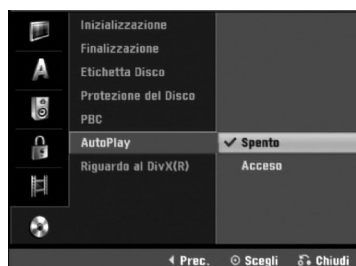 Inizializzazione
Finalizzazione
Etichetta Disco
Protezione del Disco
PBC
AutoPlay
✔ Spento
Riguardo al DivX(R)
Acceso
Prec.
Scegli
Chiudi